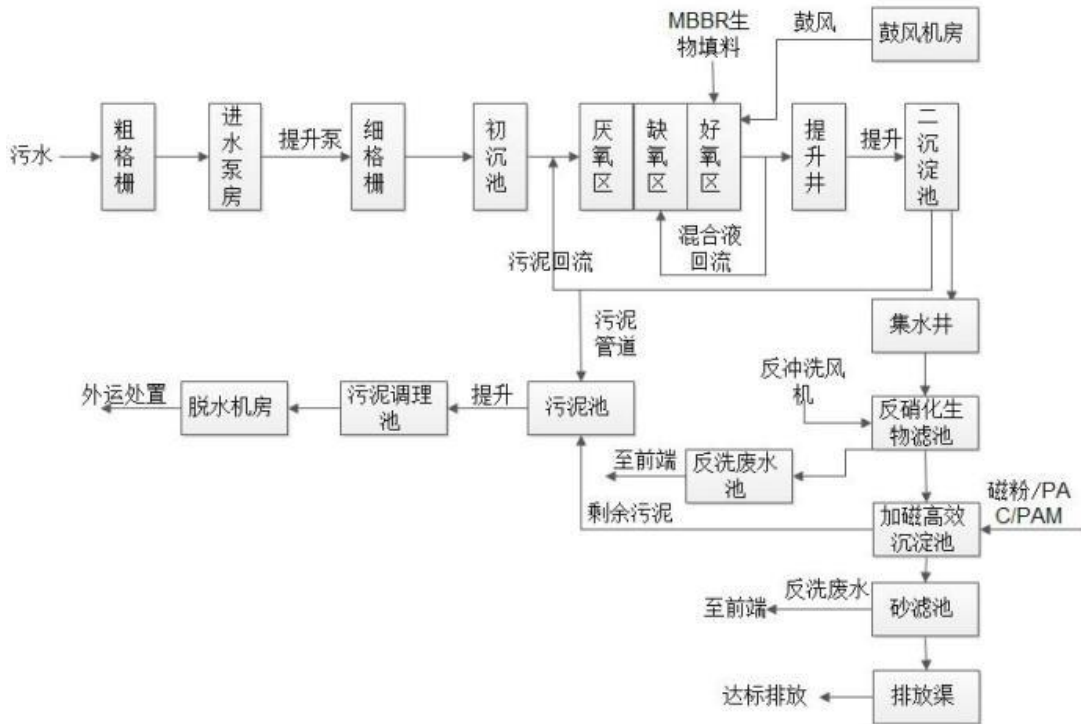 MBBR生
物填料
鼓风
鼓风机房
污水
粗格栅
进水泵房
提升泵
细格栅
初沉池
厌氧区
缺氧区
好氧区
提升井
提升
二沉淀池
混合液
回流
污泥回流
集水井
污泥
管道
反冲洗风
机
外运处置
脱水机房
污泥调理
池
提升
污泥池
反硝化生
物滤池
至前端
反洗废水
池
磁粉/PA
C/PAM
剩余污泥
加磁高效
沉淀池
反洗废水
至前端
砂滤池
达标排放
排放渠